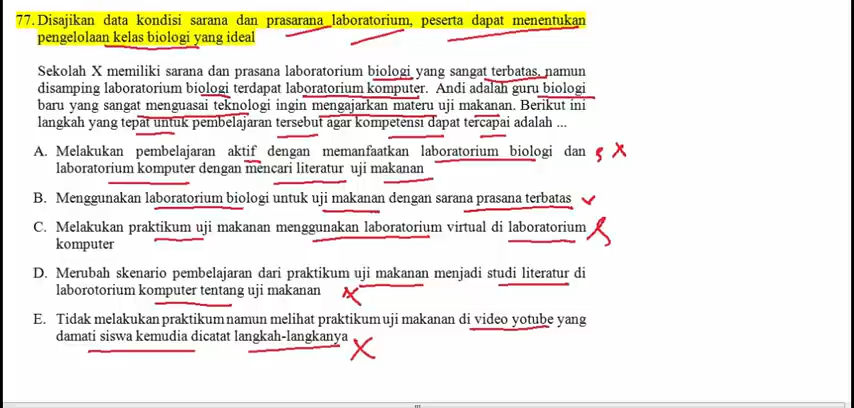 77. Disajikan data kondisi sarana dan prasarana laboratorium, peserta dapat menentukan
pengelolaan kelas biologi yang ideal
Sekolah X memiliki sarana dan prasana laboratorium biologi yang sangat terbatas, namun
disamping laboratorium biologi terdapat laboratorium komputer. Andi adalah guru biologi
baru yang sangat menguasai teknologi ingin mengajarkan materu uji makanan. Berikut ini
langkah yang tepat untuk pembelajaran tersebut agar kompetensi dapat tercapai adalah ...
A. Melakukan pembelajaran aktif dengan memanfaatkan laboratorium biologi dan
laboratorium komputer dengan mencari literatur uji makanan
B. Menggunakan laboratorium biologi untuk uji makanan dengan sarana prasana terbatas
C. Melakukan praktikum uji makanan menggunakan laboratorium virtual di laboratorium
komputer
D. Merubah skenario pembelajaran dari praktikum uji makanan menjadi studi literatur di
laborotorium komputer tentang uji makanan
E. Tidak melakukan praktikum namun melihat praktikum uji makanan di video yotube yang
damati siswa kemudia dicatat langkah-langkanya